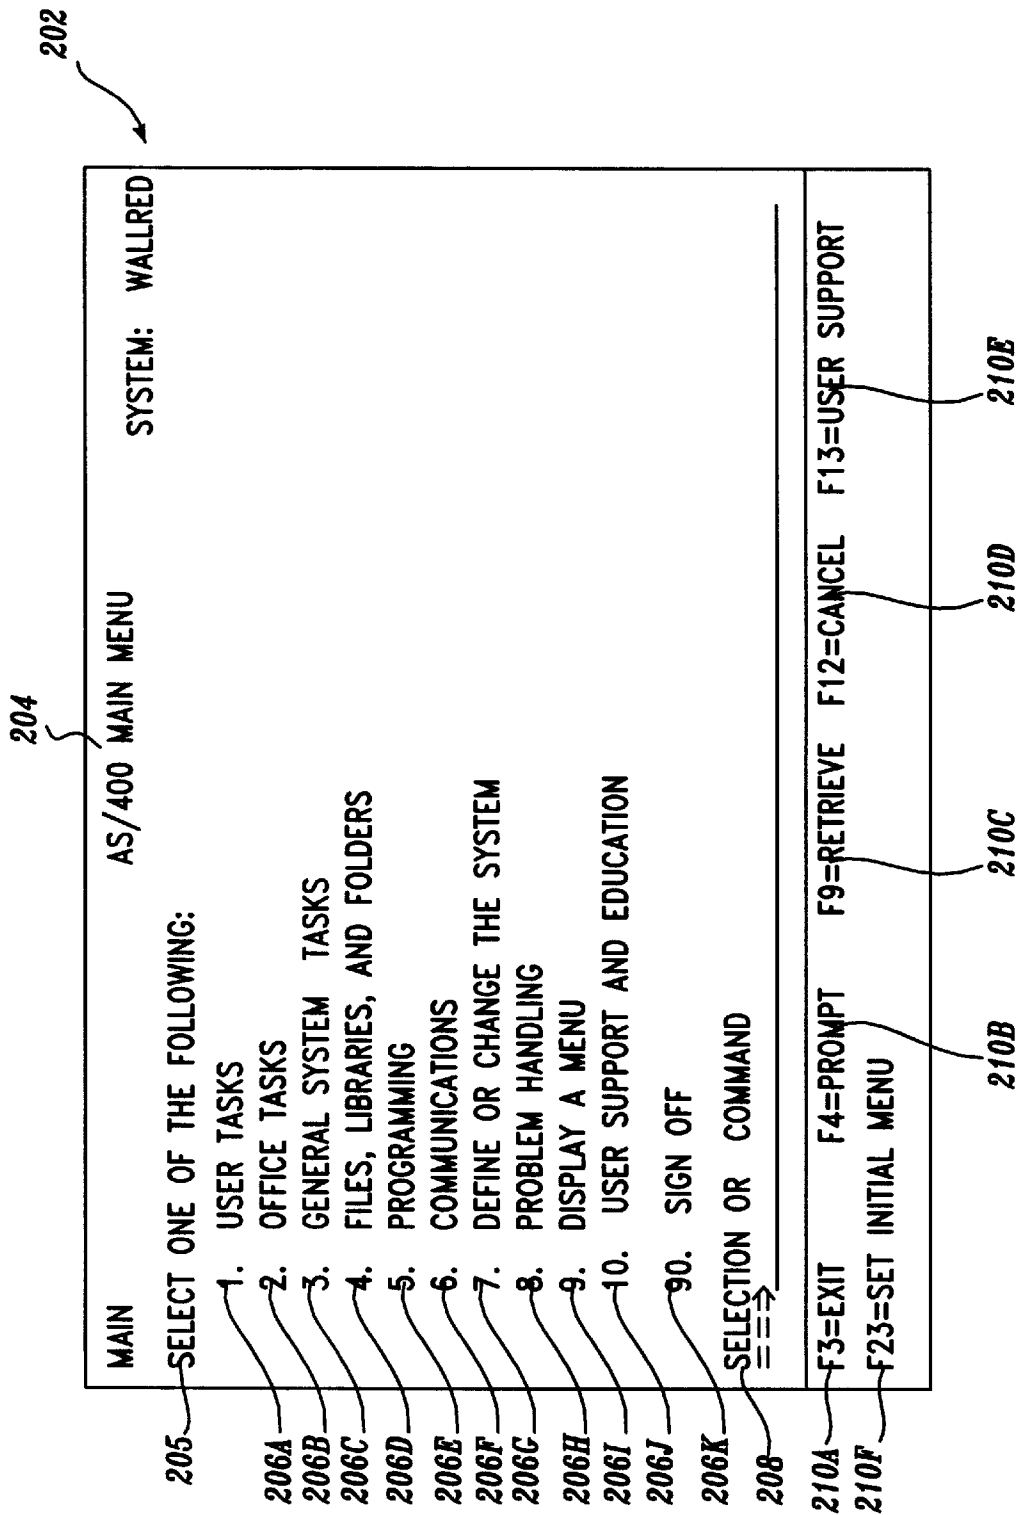 202
204
MAIN AS/400 MAIN MENU
SYSTEM: WALLRED
205 SELECT ONE OF THE FOLLOWING:
206A 1. USER TASKS
206B 2. OFFICE TASKS
206C 3. GENERAL SYSTEM TASKS
206D 4. FILES, LIBRARIES, AND FOLDERS
206E 5. PROGRAMMING
206F 6. COMMUNICATIONS
206G 7. DEFINE OR CHANGE THE SYSTEM
206H 8. PROBLEM HANDLING
206I 9. DISPLAY A MENU
206J 10. USER SUPPORT AND EDUCATION
206K 90. SIGN OFF
208 SELECTION OR COMMAND
===>
210A F3=EXIT F4=PROMPT F9=RETRIEVE F12=CANCEL F13=USER SUPPORT
210F F23=SET INITIAL MENU
210B 210C 210D 210E